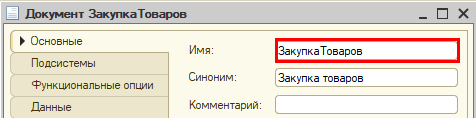 Документ ЗакупкаТоваров
Основные
Подсистемы
Функциональные опции
Данные
Имя: ЗакупкаТоваров
Синоним: Закупка товаров
Комментарий: